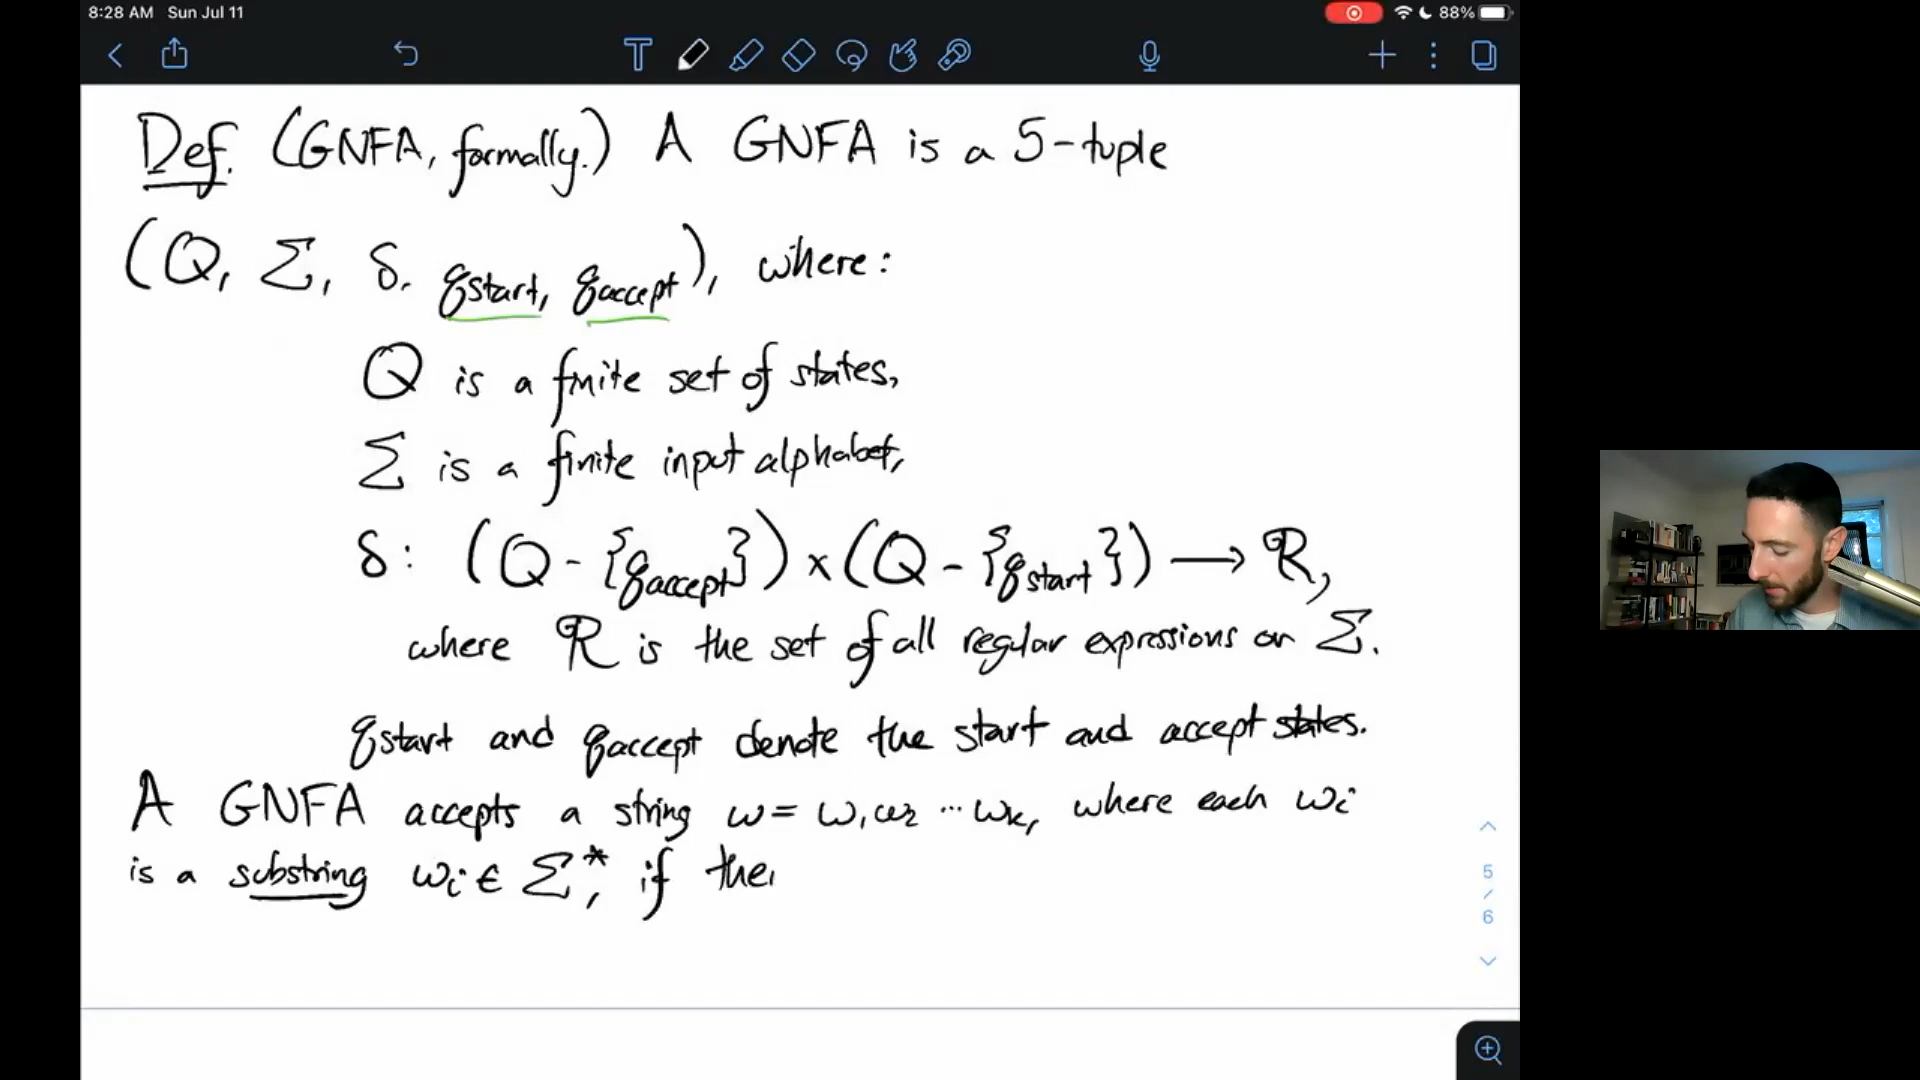 8:28 AM Sun Jul 11
88%
Def. (GNFA, formally.) A GNFA is a 5-tuple
(Q, Σ, δ, qstart, qaccept), where:
Q is a finite set of states,
Σ is a finite input alphabet,
δ: (Q - {qaccept}) x (Q - {qstart}) → R,
where R is the set of all regular expressions on Σ.
qstart and qaccept denote the start and accept states.
A GNFA accepts a string w = w1w2 ... wk, where each wi
is a substring wi ∈ Σ*, if the
5
/
6